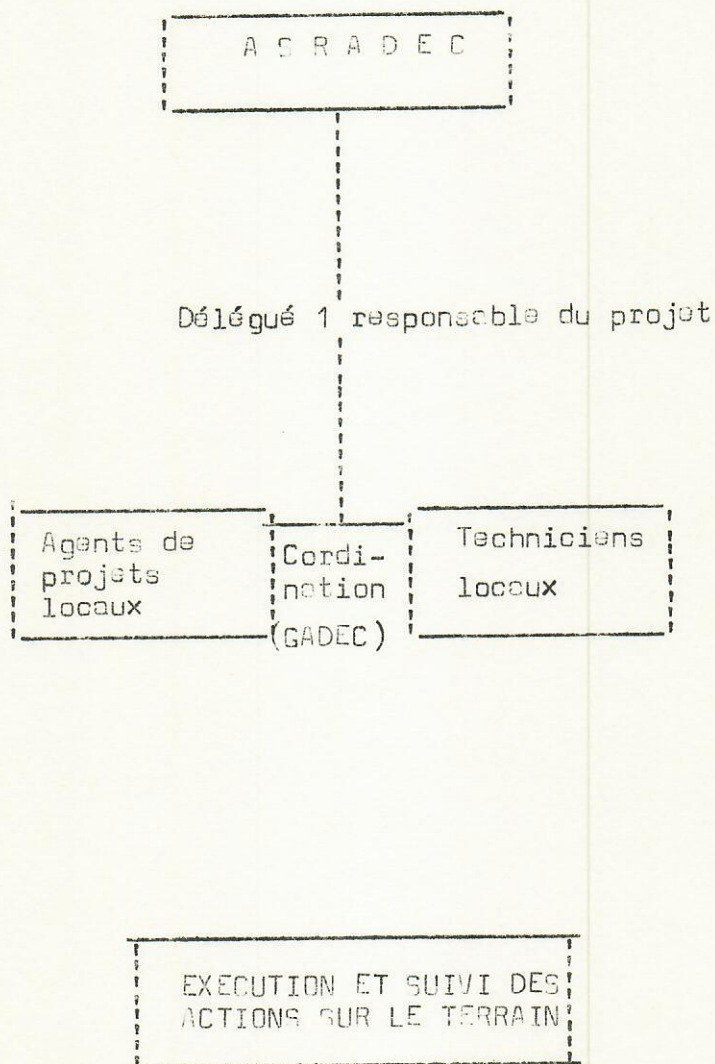 A S R A D E C
Délégué 1 responsable du projet
Agents de
projets
locaux
Cordi-
nation
(GADEC)
Techniciens
locaux
EXECUTION ET SUIVI DES
ACTIONS SUR LE TERRAIN